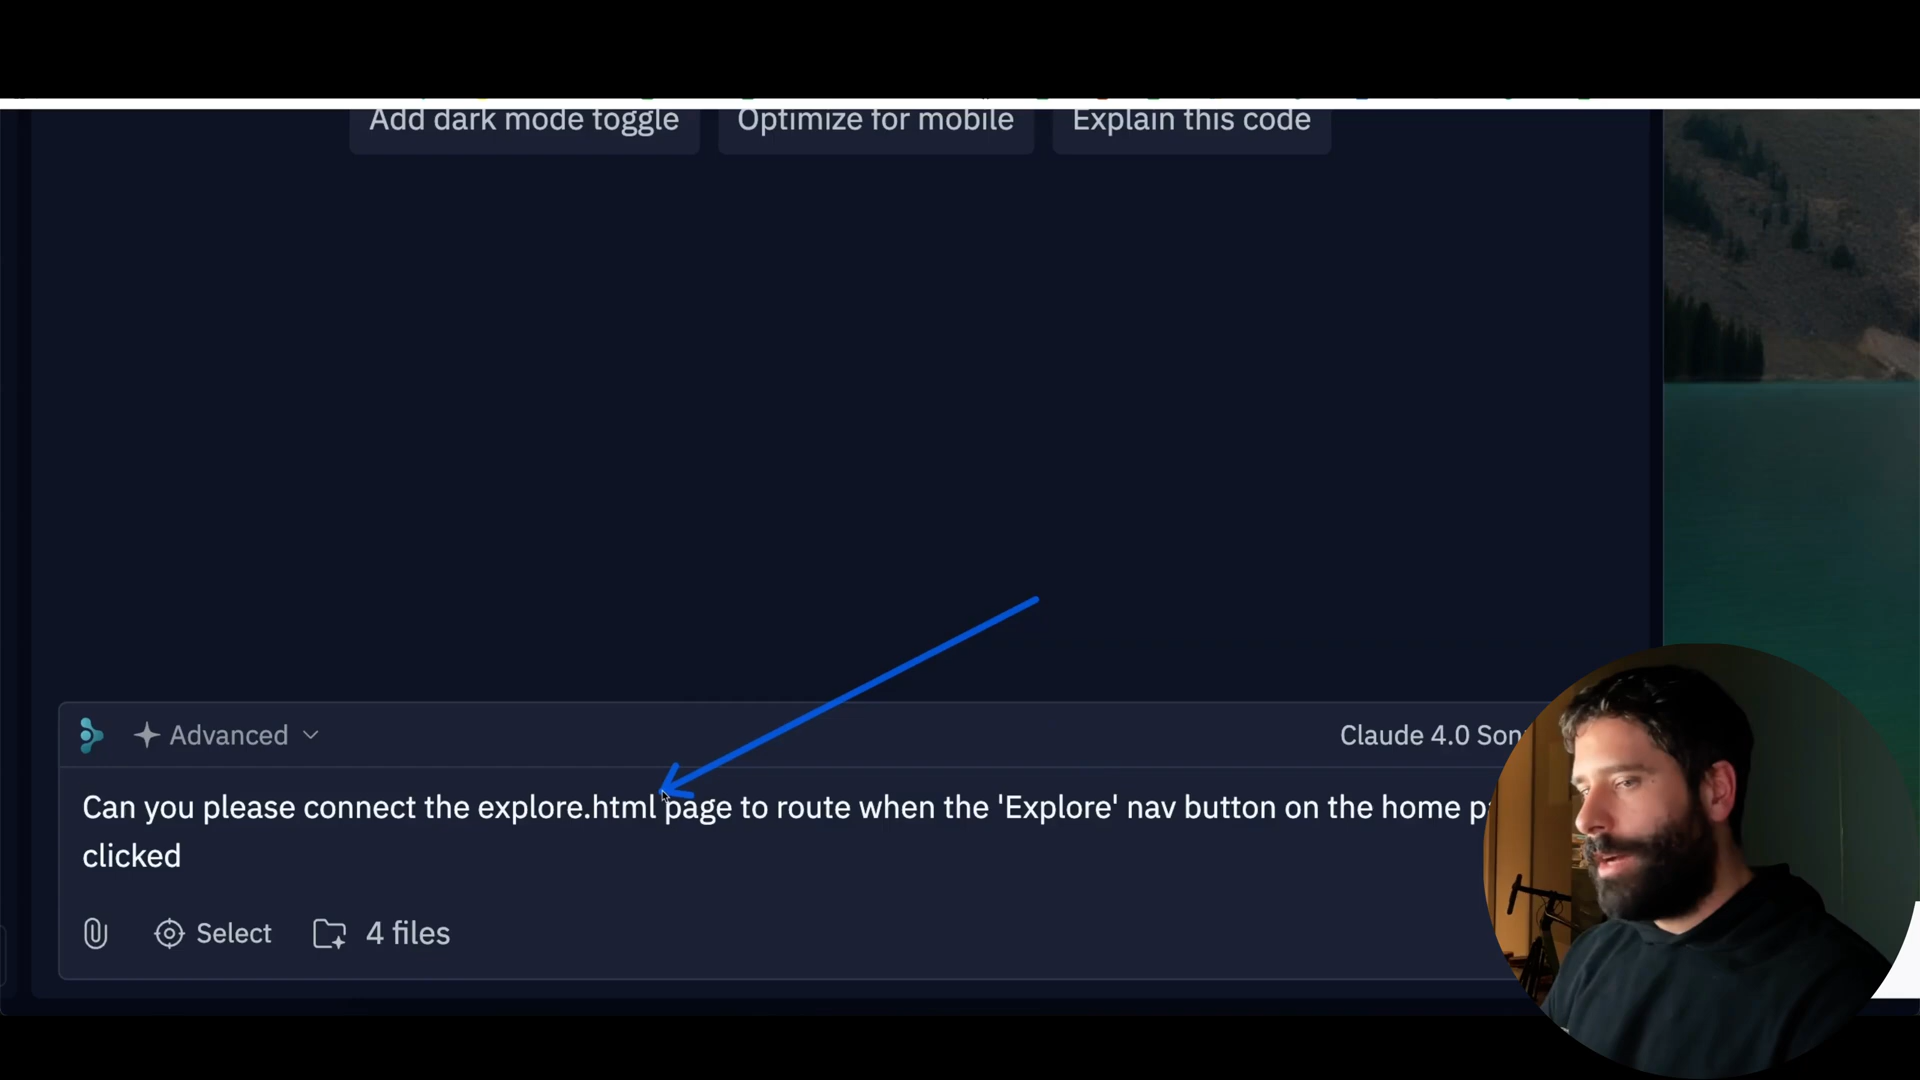 Add dark mode toggle
Optimize for mobile
Explain this code
Advanced
Claude 4.0
Can you please connect the explore.html page to route when the 'Explore' nav button on the home
clicked
Select
4 files